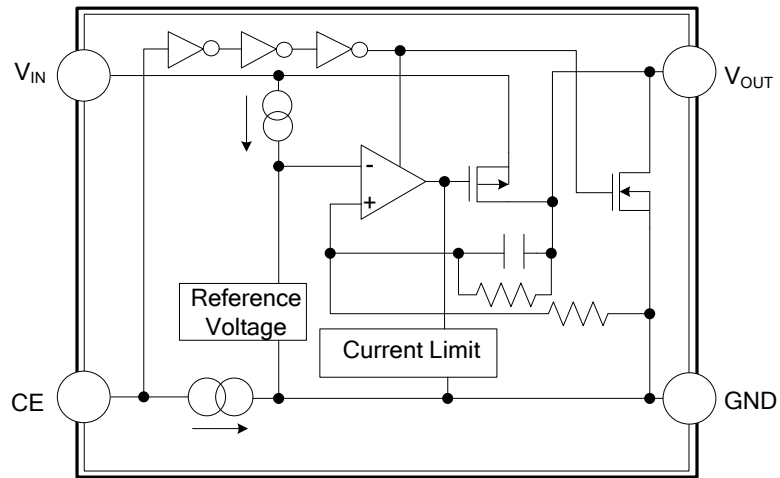 VIN
VOUT
-
+
Reference
Voltage
Current Limit
CE
GND